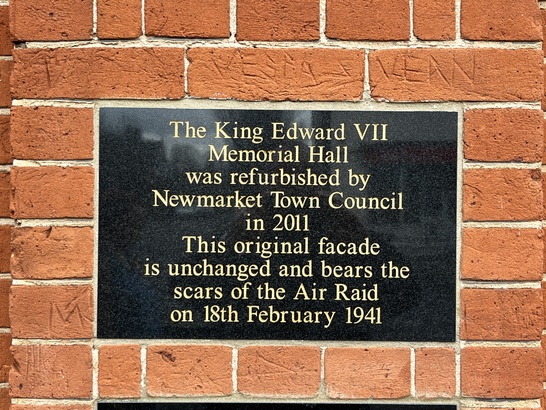 The King Edward VII
Memorial Hall
was refurbished by
Newmarket Town Council
in 2011
This original facade
is unchanged and bears the
scars of the Air Raid
on 18th February 1941